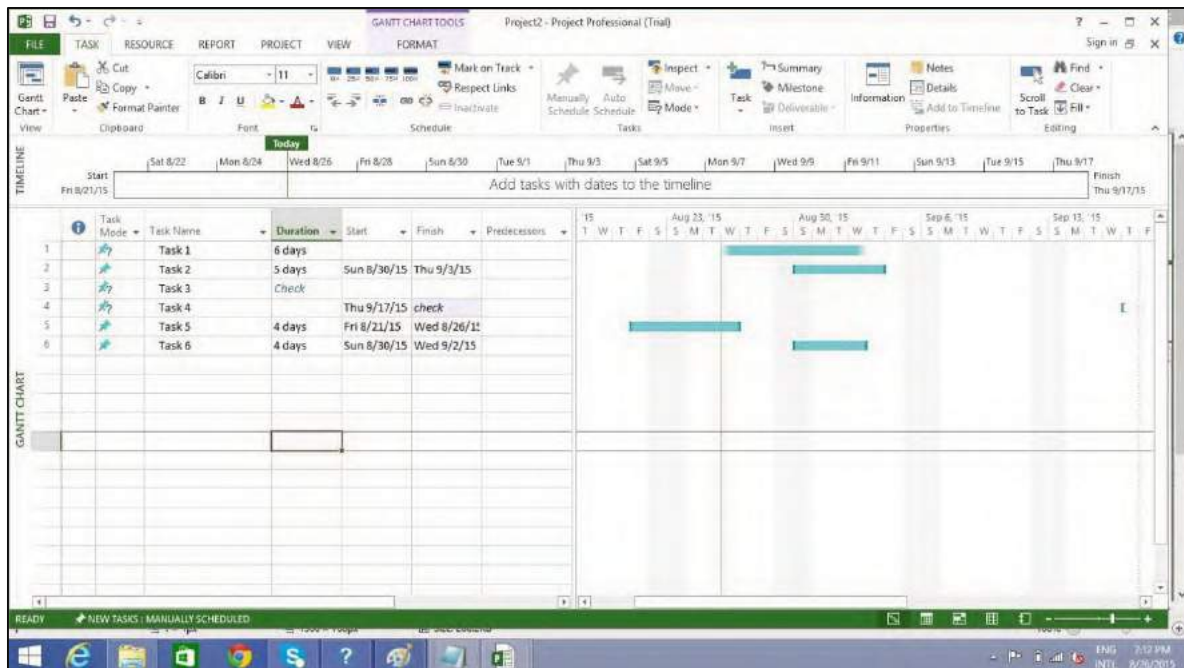 GANTT CHART TOOLS Project2 - Project Professional (Trial)
FILE TASK RESOURCE REPORT PROJECT VIEW FORMAT Sign in
Cut
Copy
Format Painter
Paste
Gantt Chart
View
Clipboard
Calibri 11
B I U
Font
Mark on Track
Respect Links
Inactivate
Schedule
Manually Schedule
Auto Schedule
Inspect
Move
Mode
Tasks
Task
Summary
Milestone
Deliverable
Insert
Information
Notes
Details
Add to Timeline
Properties
Scroll to Task
Find
Clear
Fill
Editing
TIMELINE
Today
Sat 8/22 Mon 8/24 Wed 8/26 Fri 8/28 Sun 8/30 Tue 9/1 Thu 9/3 Sat 9/5 Mon 9/7 Wed 9/9 Fri 9/11 Sun 9/13 Tue 9/15 Thu 9/17
Start
Fri 8/21/15
Add tasks with dates to the timeline
Finish
Thu 9/17/15
Task Mode Task Name Duration Start Finish Predecessors
'15 Aug 23, '15 Aug 30, '15 Sep 6, '15 Sep 13, '15
T W T F S S M T W T F S S M T W T F S S M T W T F S S M T W T F
1 Task 1 6 days
2 Task 2 5 days Sun 8/30/15 Thu 9/3/15
3 Task 3 Check
4 Task 4 Thu 9/17/15 check
5 Task 5 4 days Fri 8/21/15 Wed 8/26/15
6 Task 6 4 days Sun 8/30/15 Wed 9/2/15
GANTT CHART
READY NEW TASKS : MANUALLY SCHEDULED
ENG 7:12 PM
INTL 8/26/2015